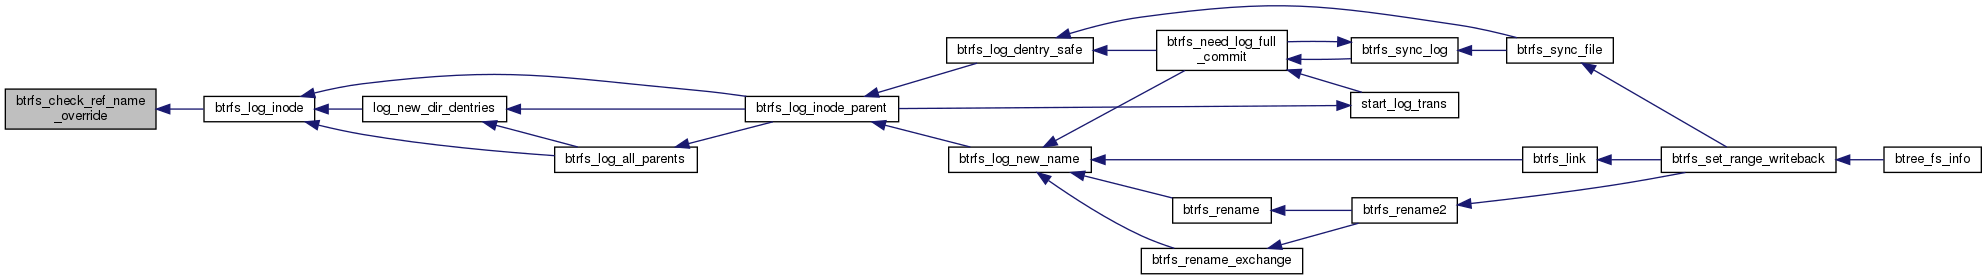 btrfs_check_ref_name
_override
btrfs_log_inode
log_new_dir_dentries
btrfs_log_all_parents
btrfs_log_inode_parent
btrfs_log_dentry_safe
btrfs_log_new_name
btrfs_need_log_full
_commit
btrfs_rename
btrfs_rename_exchange
btrfs_sync_log
start_log_trans
btrfs_rename2
btrfs_sync_file
btrfs_link
btrfs_set_range_writeback
btree_fs_info